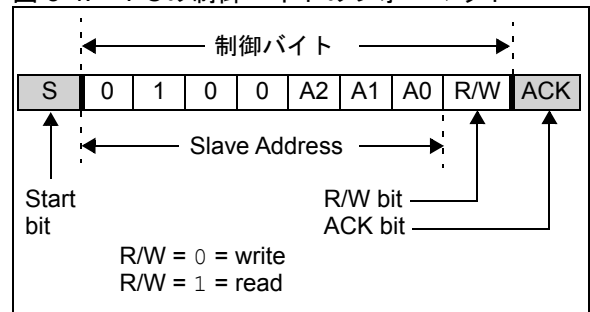 制御バイト
S 0 1 0 0 A2 A1 A0 R/W ACK
Slave Address
Start
bit
R/W bit
ACK bit
R/W = 0 = write
R/W = 1 = read